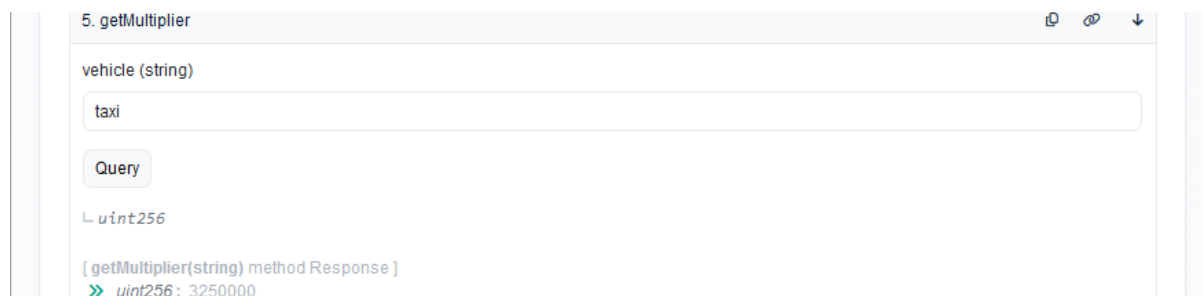 5. getMultiplier
vehicle (string)
taxi
Query
uint256
[ getMultiplier(string) method Response ]
uint256 : 3250000